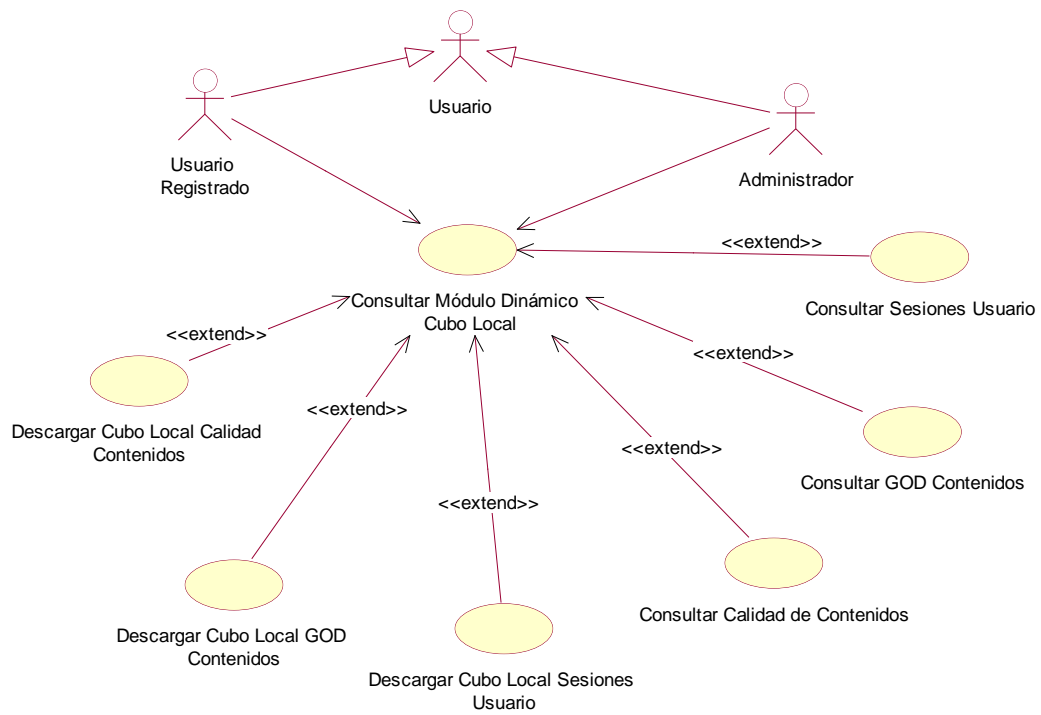 Usuario
Usuario
Registrado
Administrador
<<extend>>
Consultar Módulo Dinámico
Cubo Local
Consultar Sesiones Usuario
<<extend>>
<<extend>>
<<extend>>
Descargar Cubo Local Calidad
Contenidos
<<extend>>
Consultar GOD Contenidos
<<extend>>
Consultar Calidad de Contenidos
Descargar Cubo Local GOD
Contenidos
Descargar Cubo Local Sesiones
Usuario